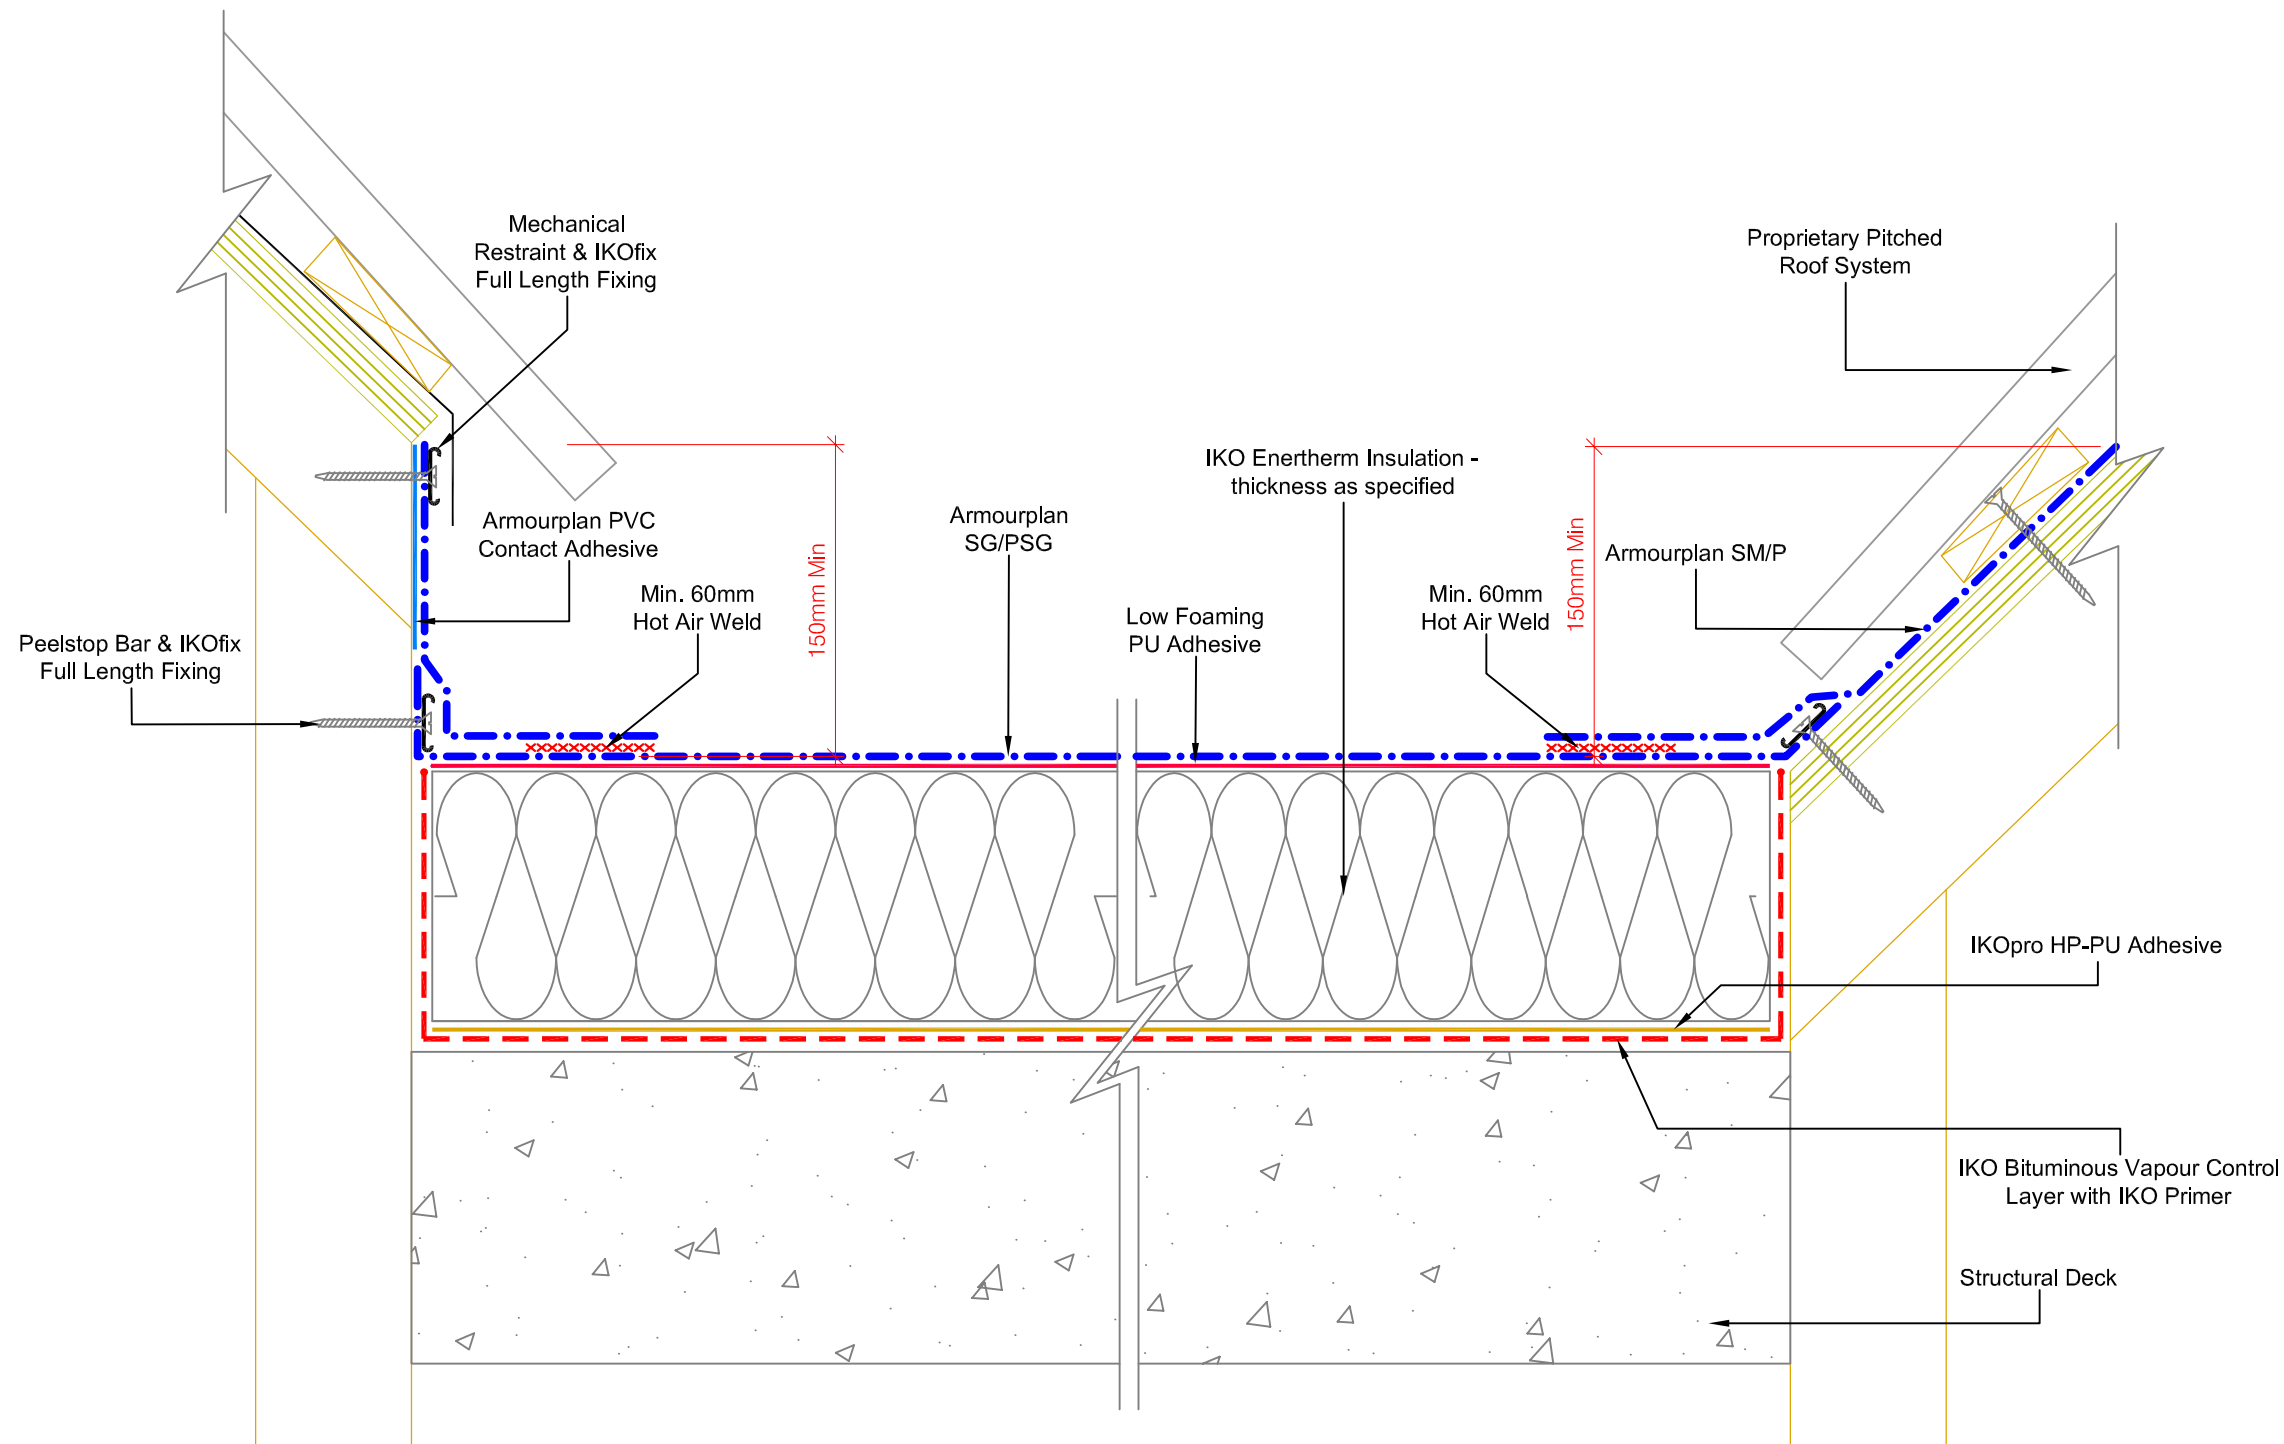 Mechanical
Restraint & IKOfix
Full Length Fixing
Proprietary Pitched
Roof System
IKO Enertherm Insulation -
thickness as specified
Armourplan PVC
Contact Adhesive
Armourplan
SG/PSG
150mm Min
150mm Min
Armourplan SM/P
Min. 60mm
Hot Air Weld
Low Foaming
PU Adhesive
Min. 60mm
Hot Air Weld
Peelstop Bar & IKOfix
Full Length Fixing
IKOpro HP-PU Adhesive
IKO Bituminous Vapour Control
Layer with IKO Primer
Structural Deck